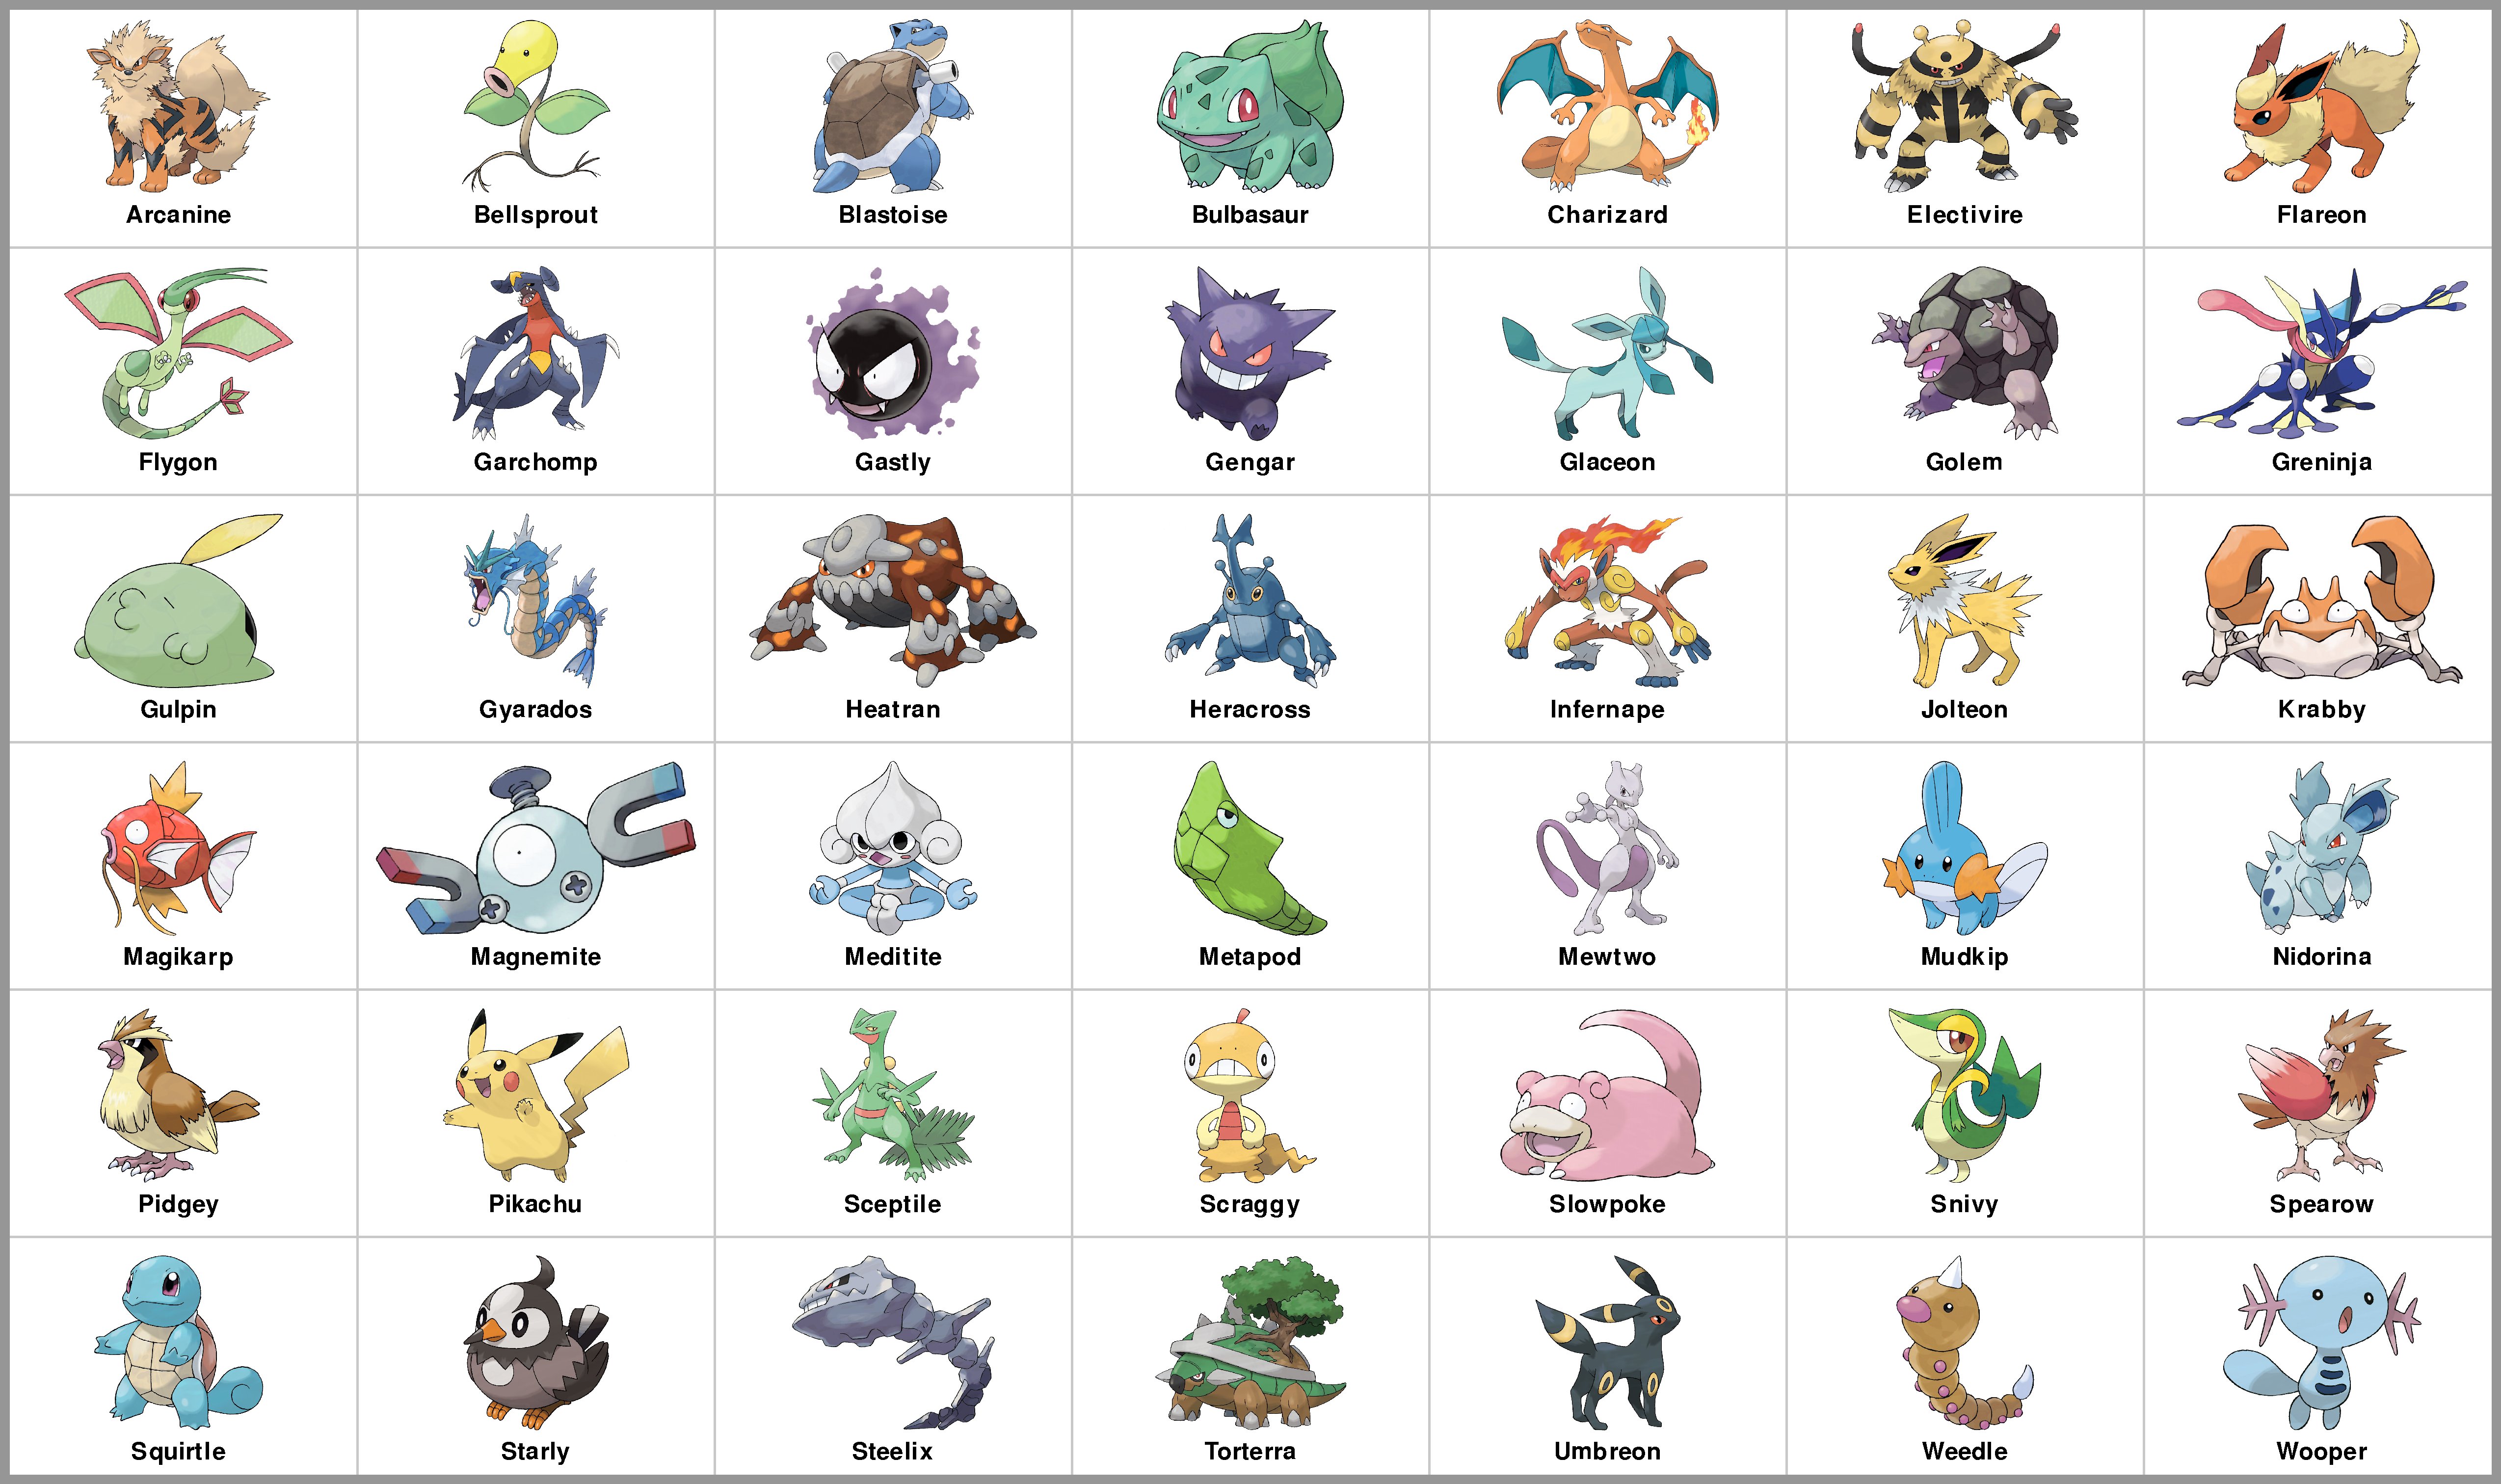 Arcanine Bellsprout Blastoise Bulbasaur Charizard Electivire Flareon
Flygon Garchomp Gastly Gengar Glaceon Golem Greninja
Gulpin Gyarados Heatran Heracross Infernape Jolteon Krabby
Magikarp Magnemite Meditite Metapod Mewtwo Mudkip Nidorina
Pidgey Pikachu Sceptile Scraggy Slowpoke Snivy Spearow
Squirtle Starly Steelix Torterra Umbreon Weedle Wooper